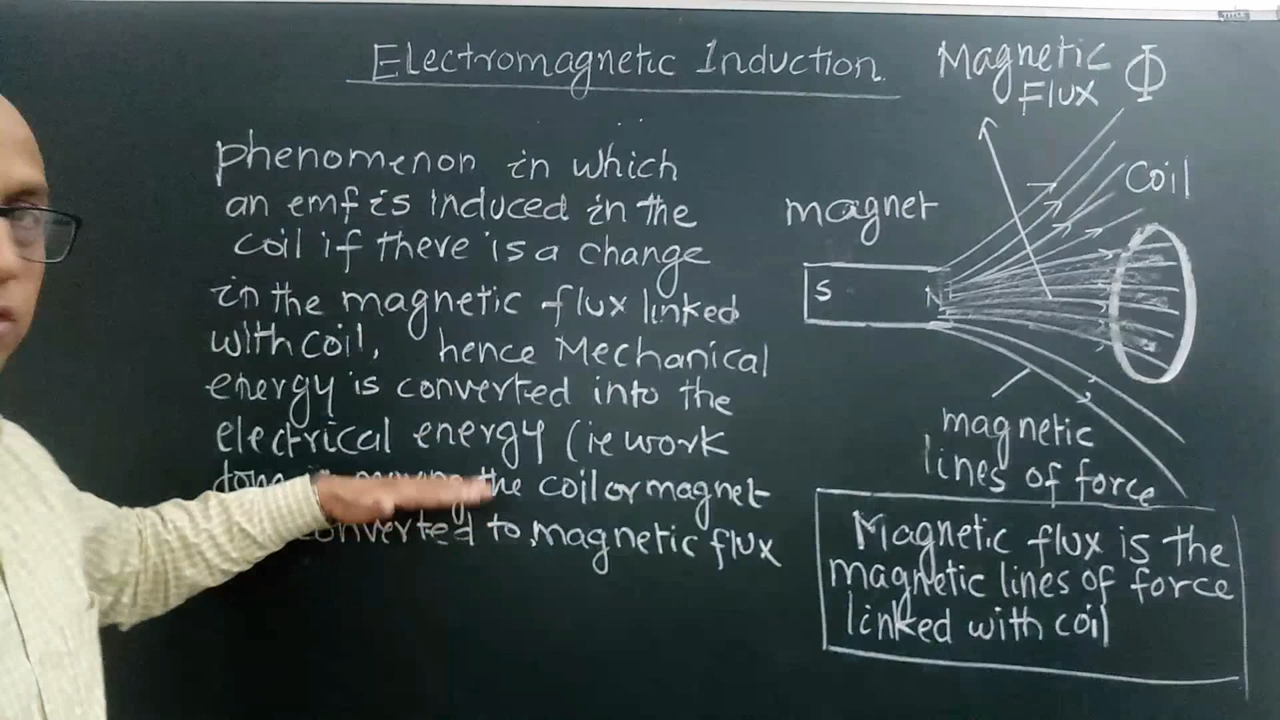 Electromagnetic Induction.
Magnetic
Flux
Φ
phenomenon in which
an emf is induced in the
coil if there is a change
in the magnetic flux linked
with coil, hence Mechanical
energy is converted into the
electrical energy (ie work
the coil or magnet
converted to magnetic flux
Coil
magnet
S
N
magnetic
lines of force
Magnetic flux is the
magnetic lines of force
linked with coil